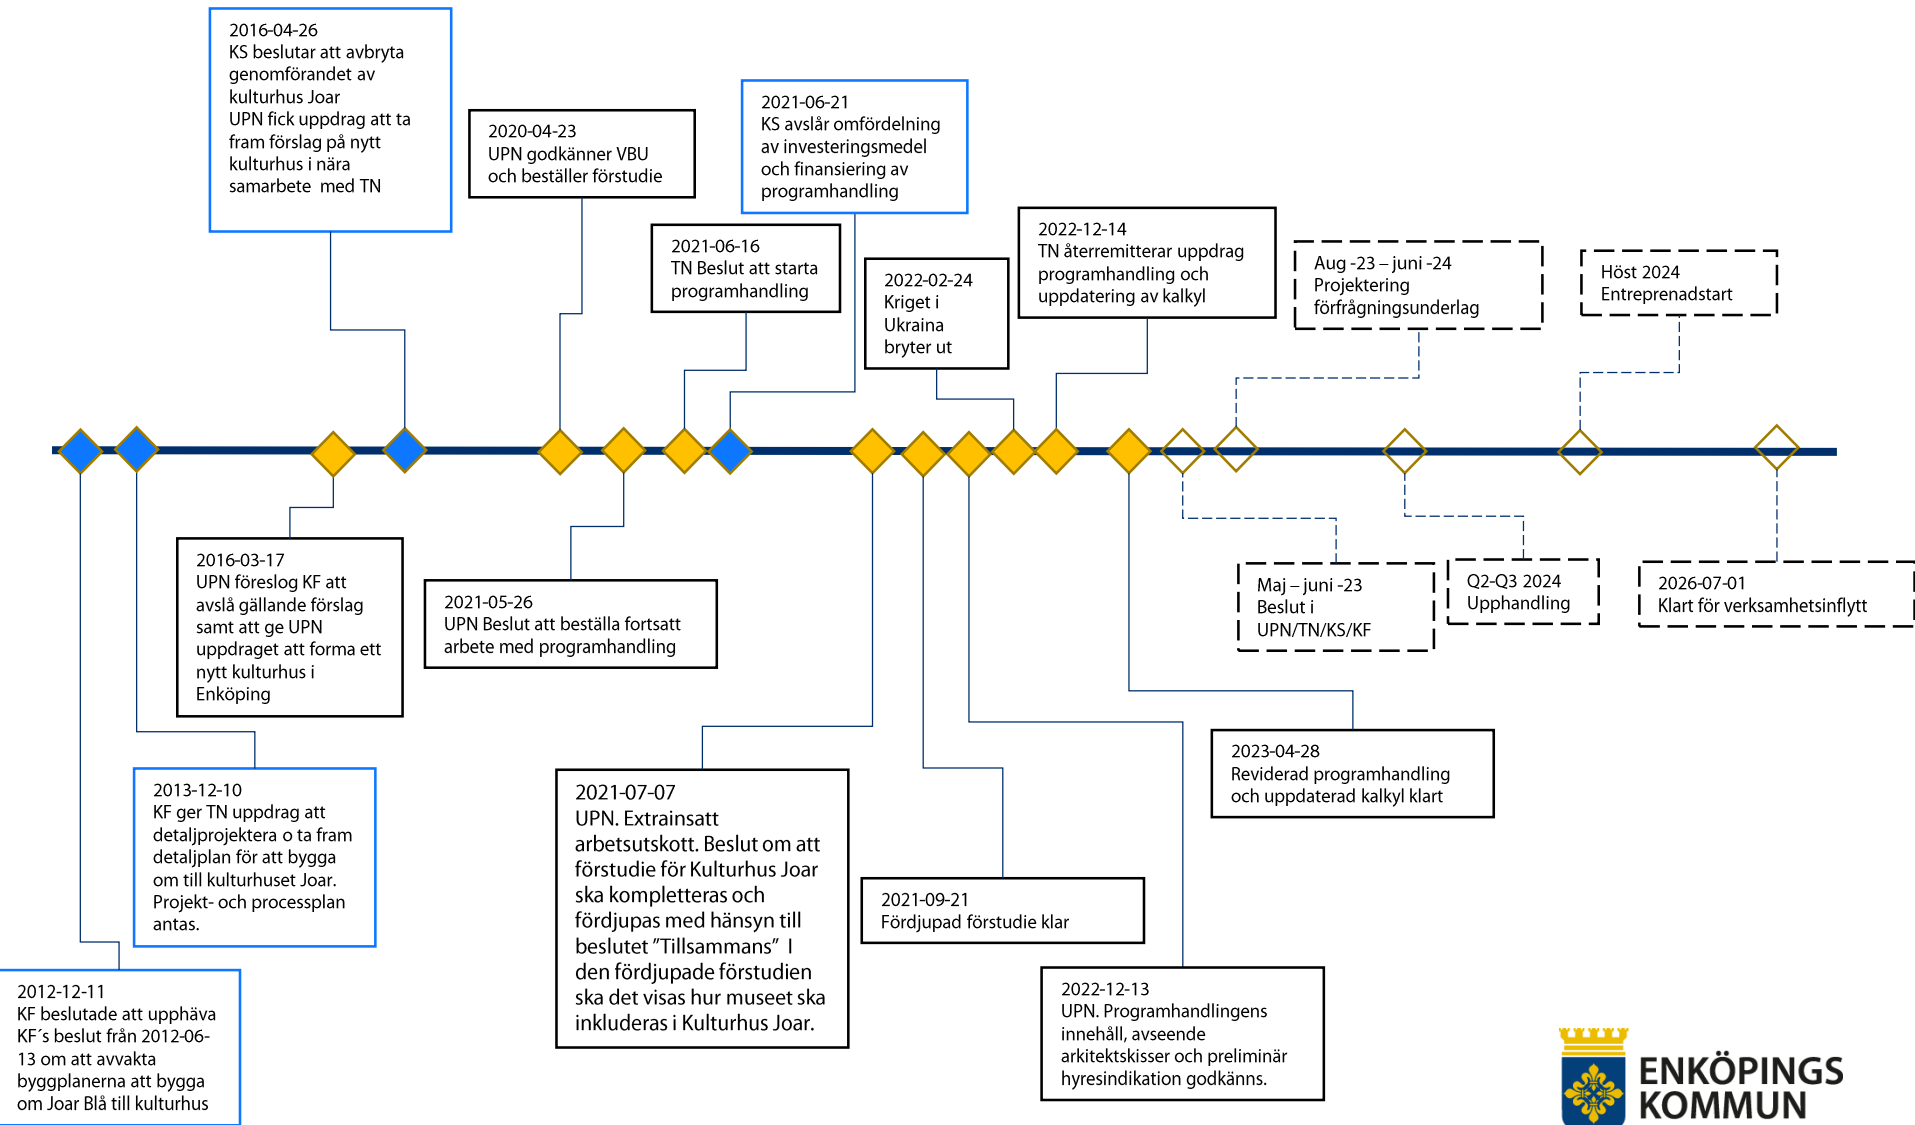 2016-04-26
KS beslutar att avbryta
genomförandet av
kulturhus Joar
UPN fick uppdrag att ta
fram förslag på nytt
kulturhus i nära
samarbete  med TN
2020-04-23
UPN godkänner VBU
och beställer förstudie
2021-06-16
TN Beslut att starta
programhandling
2021-06-21
KS avslår omfördelning
av investeringsmedel
och finansiering av
programhandling
2022-02-24
Kriget i
Ukraina
bryter ut
2022-12-14
TN återremitterar uppdrag
programhandling och
uppdatering av kalkyl
Aug -23 – juni -24
Projektering
förfrågningsunderlag
Höst 2024
Entreprenadstart
2016-03-17
UPN föreslog KF att
avslå gällande förslag
samt att ge UPN
uppdraget att forma ett
nytt kulturhus i
Enköping
2021-05-26
UPN Beslut att beställa fortsatt
arbete med programhandling
Maj – juni -23
Beslut i
UPN/TN/KS/KF
Q2-Q3 2024
Upphandling
2026-07-01
Klart för verksamhetsinflytt
2013-12-10
KF ger TN uppdrag att
detaljprojektera o ta fram
detaljplan för att bygga
om till kulturhuset Joar.
Projekt- och processplan
antas.
2021-07-07
UPN. Extrainsatt
arbetsutskott. Beslut om att
förstudie för Kulturhus Joar
ska kompletteras och
fördjupas med hänsyn till
beslutet ”Tillsammans”  I
den fördjupade förstudien
ska det visas hur museet ska
inkluderas i Kulturhus Joar.
2023-04-28
Reviderad programhandling
och uppdaterad kalkyl klart
2021-09-21
Fördjupad förstudie klar
2012-12-11
KF beslutade att upphäva
KF´s beslut från 2012-06-
13 om att avvakta
byggplanerna att bygga
om Joar Blå till kulturhus
2022-12-13
UPN. Programhandlingens
innehåll, avseende
arkitektskisser och preliminär
hyresindikation godkänns.
ENKÖPINGS
KOMMUN